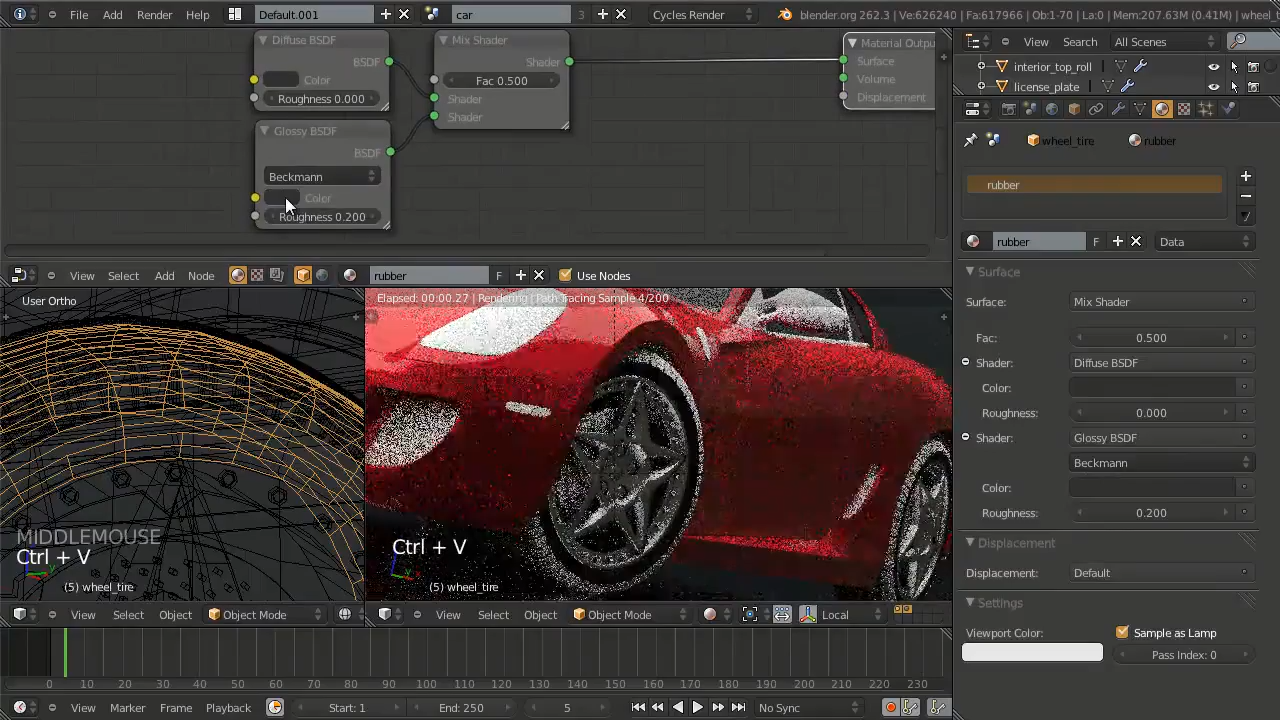 File Add Render Help Default.001 car 3 Cycles Render blender.org 262.3 | Ve:626240 | Fa:617966 | Ob:1-70 | La:0 | Mem:207.63M (0.41M) | wheel_t
Diffuse BSDF
BSDF
Color
Roughness 0.000
Mix Shader
Shader
Fac 0.500
Shader
Shader
Material Outpu
Surface
Volume
Displacement
Glossy BSDF
BSDF
Beckmann
Color
Roughness 0.200
View Select Add Node rubber F Use Nodes
User Ortho
MIDDLEMOUSE
Ctrl + V
(5) wheel_tire
View Select Object Object Mode
Elapsed: 00:00.27 | Rendering | Path Tracing Sample 4/200
Ctrl + V
(5) wheel_tire
View Select Object Object Mode Local
0 10 20 30 40 50 60 70 80 90 100 110 120 130 140 150 160 170 180 190 200 210 220 230
View Marker Frame Playback Start: 1 End: 250 5 No Sync
View Search All Scenes
interior_top_roll
license_plate
wheel_tire rubber
rubber
rubber F Data
Surface
Surface: Mix Shader
Fac: 0.500
Shader: Diffuse BSDF
Color:
Roughness: 0.000
Shader: Glossy BSDF
Beckmann
Color:
Roughness: 0.200
Displacement
Displacement: Default
Settings
Viewport Color: Sample as Lamp
Pass Index: 0